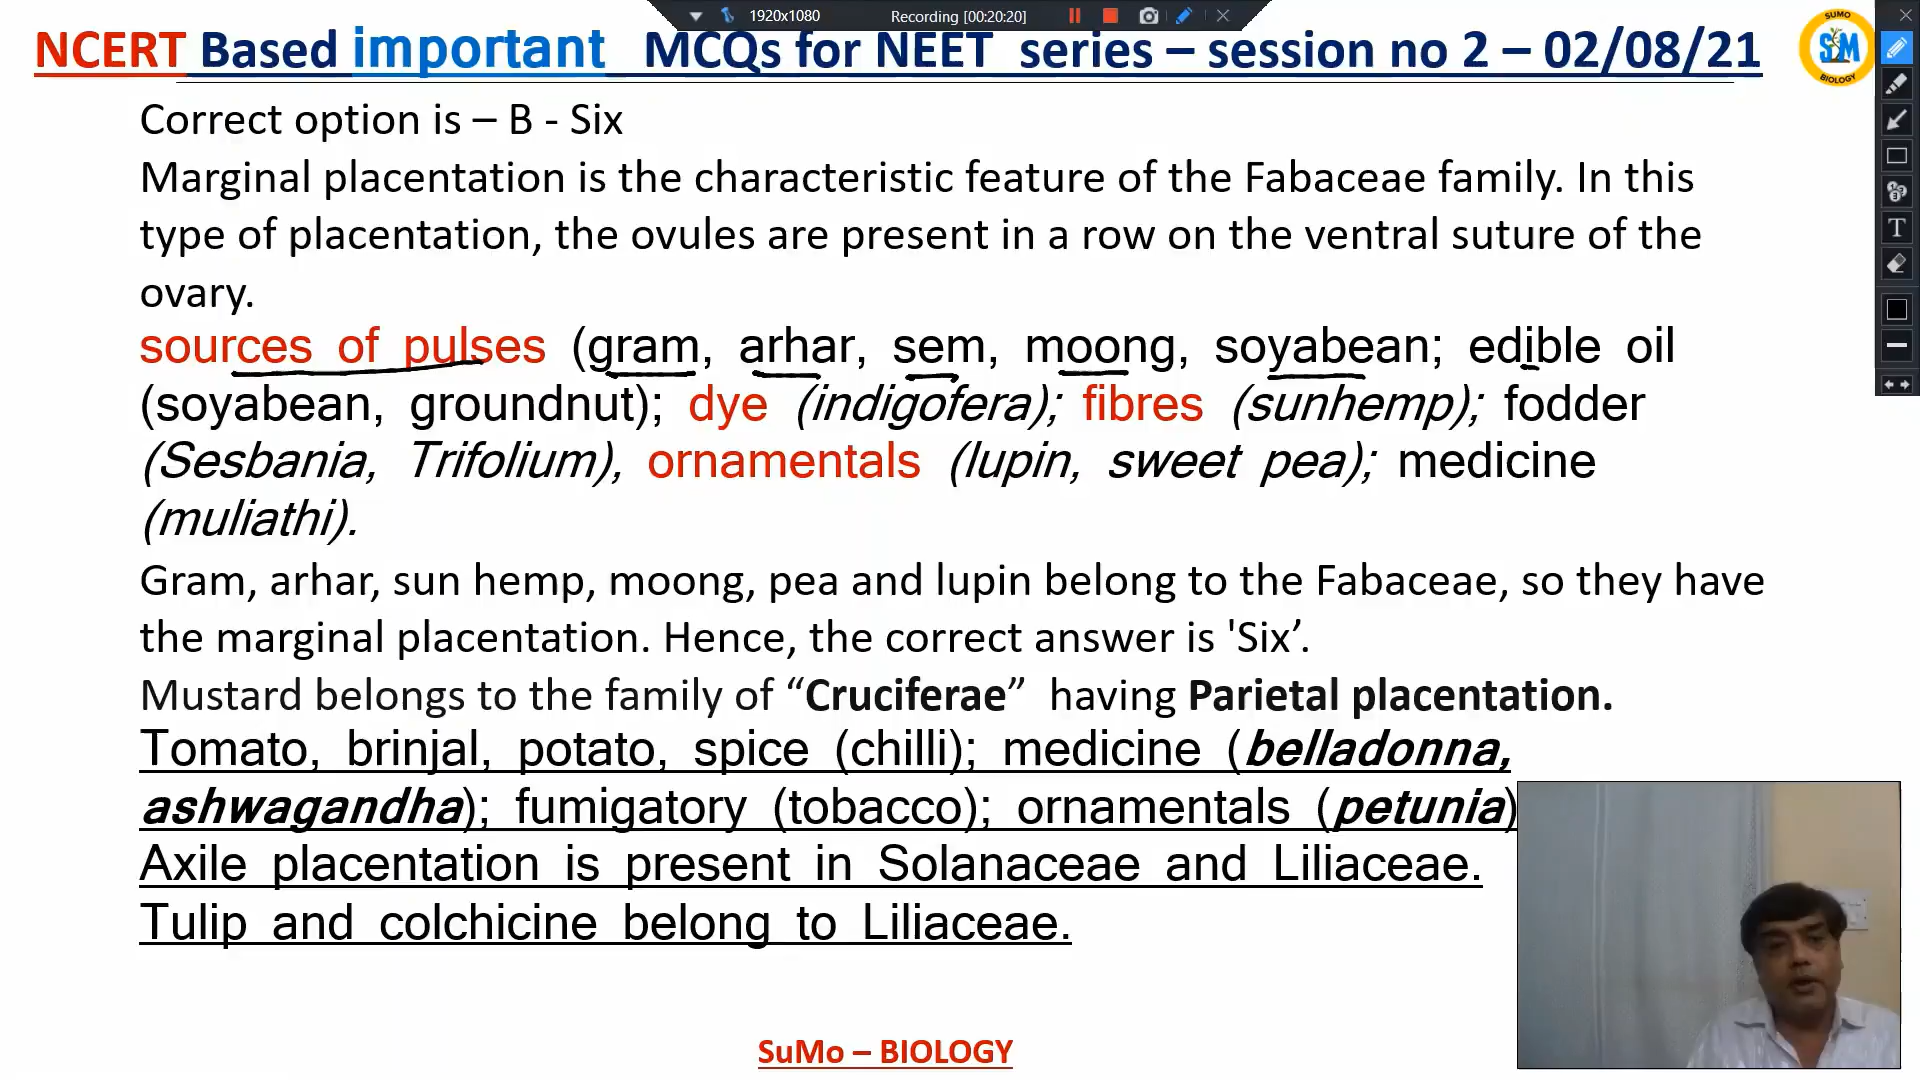 1920x1080
Recording [00:20:20]
NCERT Based important MCQs for NEET series – session no 2 – 02/08/21
SUMO
SM
BIOLOGY
Correct option is – B - Six
Marginal placentation is the characteristic feature of the Fabaceae family. In this
type of placentation, the ovules are present in a row on the ventral suture of the
ovary.
sources of pulses (gram, arhar, sem, moong, soyabean; edible oil
(soyabean, groundnut); dye (indigofera); fibres (sunhemp); fodder
(Sesbania, Trifolium), ornamentals (lupin, sweet pea); medicine
(muliathi).
Gram, arhar, sun hemp, moong, pea and lupin belong to the Fabaceae, so they have
the marginal placentation. Hence, the correct answer is 'Six’.
Mustard belongs to the family of “Cruciferae” having Parietal placentation.
Tomato, brinjal, potato, spice (chilli); medicine (belladonna,
ashwagandha); fumigatory (tobacco); ornamentals (petunia)
Axile placentation is present in Solanaceae and Liliaceae.
Tulip and colchicine belong to Liliaceae.
SuMo – BIOLOGY